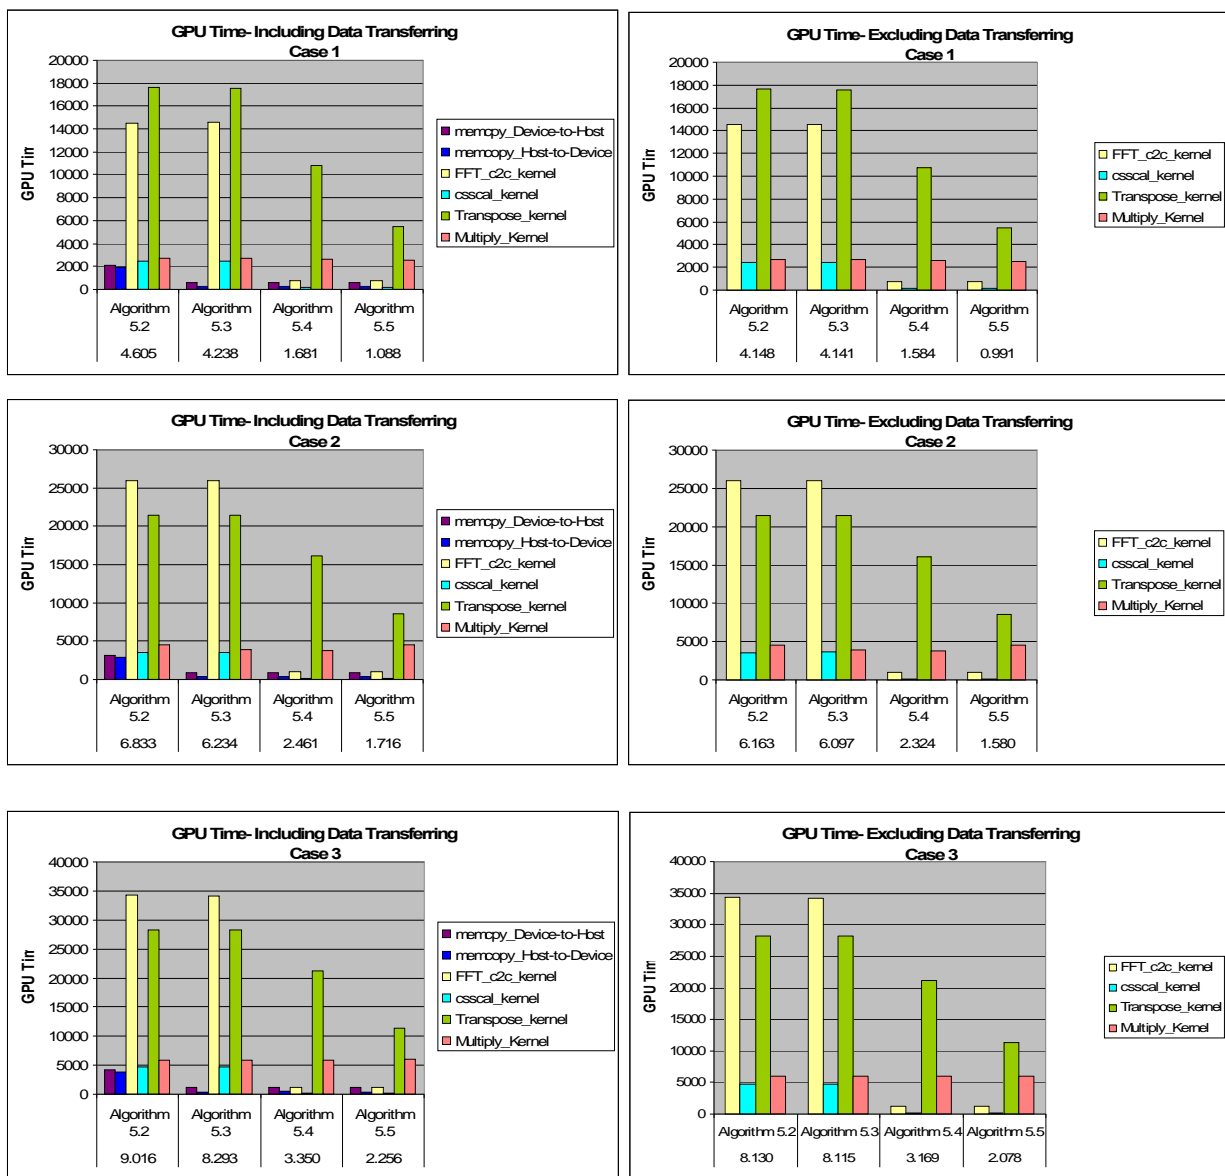 GPU Time- Including Data Transferring
Case 1
GPU Tim
20000
18000
16000
14000
12000
10000
8000
6000
4000
2000
0
Algorithm 5.2
Algorithm 5.3
Algorithm 5.4
Algorithm 5.5
4.605
4.238
1.681
1.088
memcpy_Device-to-Host
memcopy_Host-to-Device
FFT_c2c_kernel
csscal_kernel
Transpose_kernel
Multiply_Kernel
GPU Time- Excluding Data Transferring
Case 1
GPU Tim
20000
18000
16000
14000
12000
10000
8000
6000
4000
2000
0
Algorithm 5.2
Algorithm 5.3
Algorithm 5.4
Algorithm 5.5
4.148
4.141
1.584
0.991
FFT_c2c_kernel
csscal_kernel
Transpose_kernel
Multiply_Kernel
GPU Time- Including Data Transferring
Case 2
GPU Tim
30000
25000
20000
15000
10000
5000
0
Algorithm 5.2
Algorithm 5.3
Algorithm 5.4
Algorithm 5.5
6.833
6.234
2.461
1.716
memcpy_Device-to-Host
memcopy_Host-to-Device
FFT_c2c_kernel
csscal_kernel
Transpose_kernel
Multiply_Kernel
GPU Time- Excluding Data Transferring
Case 2
GPU Tim
30000
25000
20000
15000
10000
5000
0
Algorithm 5.2
Algorithm 5.3
Algorithm 5.4
Algorithm 5.5
6.163
6.097
2.324
1.580
FFT_c2c_kernel
csscal_kernel
Transpose_kernel
Multiply_Kernel
GPU Time- Including Data Transferring
Case 3
GPU Tim
40000
35000
30000
25000
20000
15000
10000
5000
0
Algorithm 5.2
Algorithm 5.3
Algorithm 5.4
Algorithm 5.5
9.016
8.293
3.350
2.256
memcpy_Device-to-Host
memcopy_Host-to-Device
FFT_c2c_kernel
csscal_kernel
Transpose_kernel
Multiply_Kernel
GPU Time- Excluding Data Transferring
Case 3
GPU Tim
40000
35000
30000
25000
20000
15000
10000
5000
0
Algorithm 5.2
Algorithm 5.3
Algorithm 5.4
Algorithm 5.5
8.130
8.115
3.169
2.078
FFT_c2c_kernel
csscal_kernel
Transpose_kernel
Multiply_Kernel